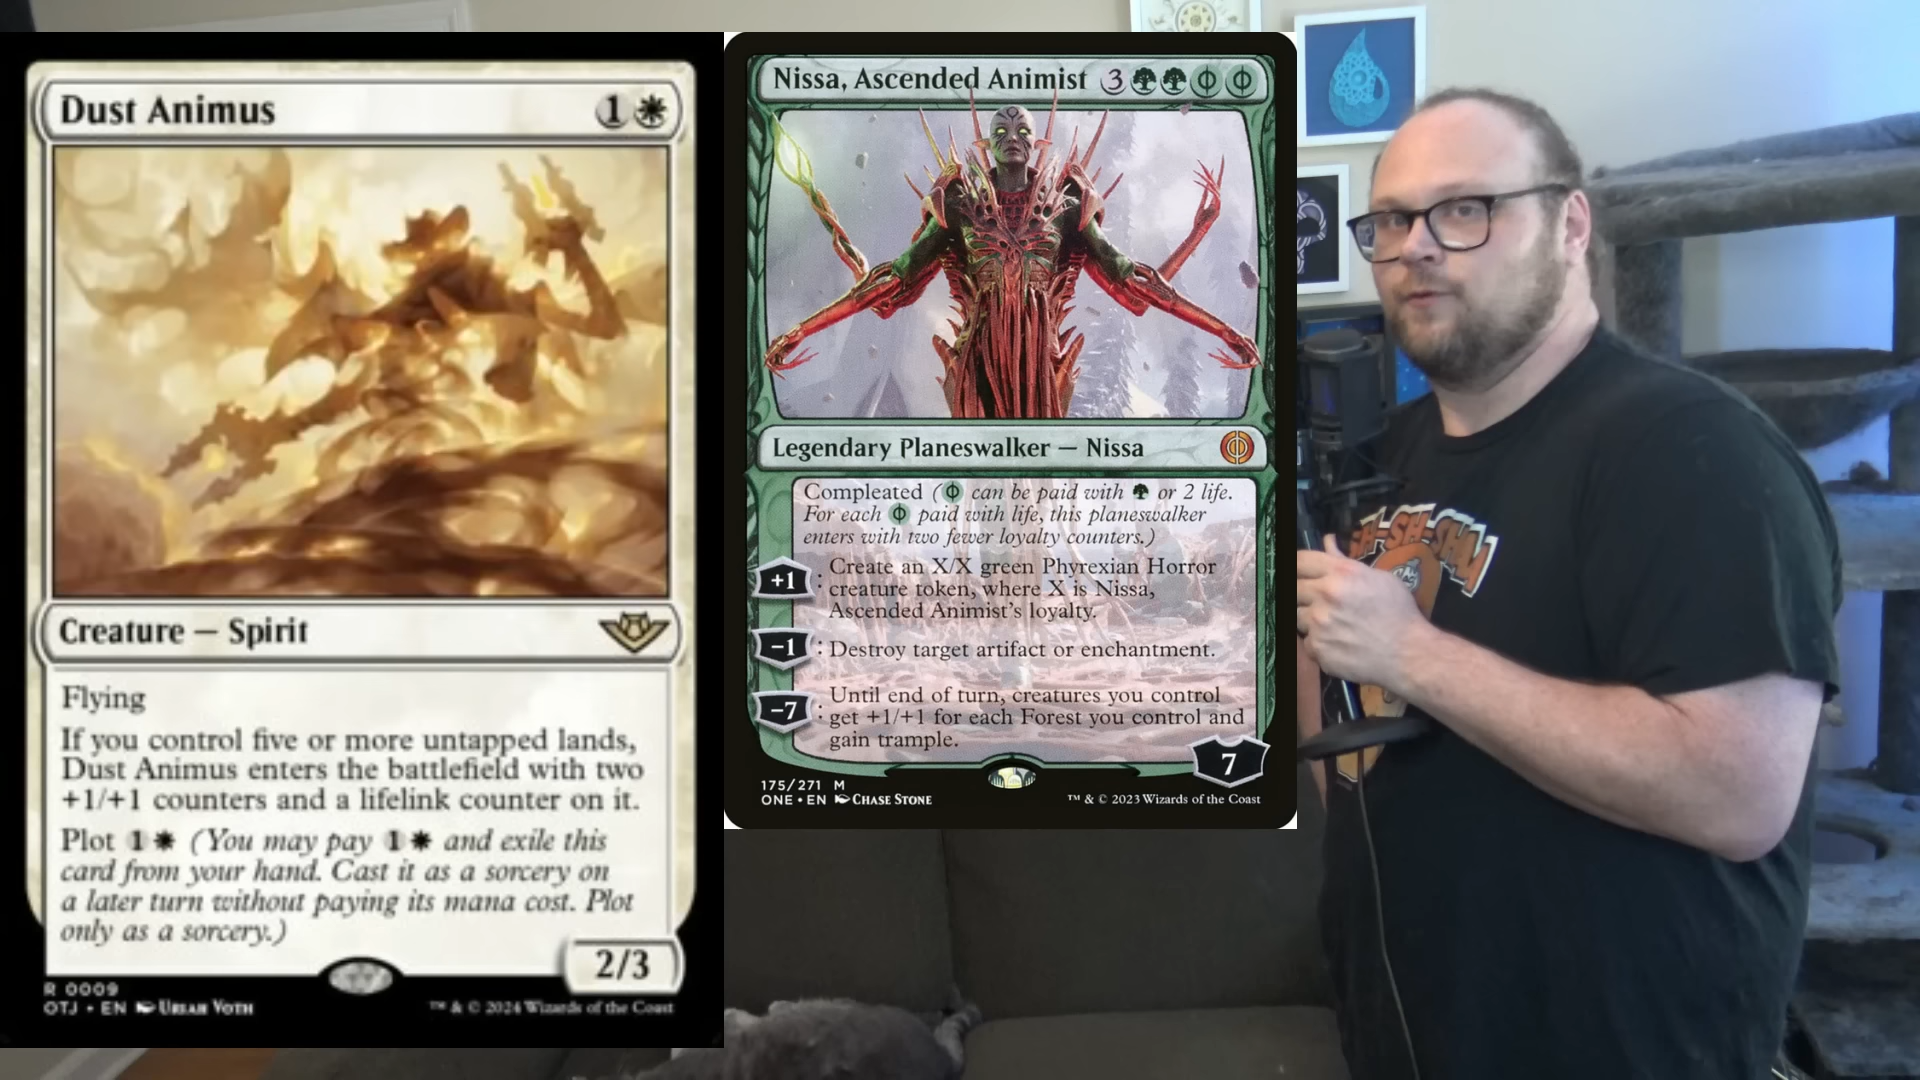 Dust Animus 1
Creature — Spirit
Flying
If you control five or more untapped lands,
Dust Animus enters the battlefield with two
+1/+1 counters and a lifelink counter on it.
Plot 1 (You may pay 1 and exile this
card from your hand. Cast it as a sorcery on
a later turn without paying its mana cost. Plot
only as a sorcery.)
2/3
R 0009
OTJ • EN Uriah Voth
™ & © 2024 Wizards of the Coast
Nissa, Ascended Animist 3
Legendary Planeswalker — Nissa
Compleated ( can be paid with or 2 life.
For each paid with life, this planeswalker
enters with two fewer loyalty counters.)
+1 : Create an X/X green Phyrexian Horror
creature token, where X is Nissa,
Ascended Animist's loyalty.
−1 : Destroy target artifact or enchantment.
−7 : Until end of turn, creatures you control
get +1/+1 for each Forest you control and
gain trample.
7
175/271 M
ONE • EN Chase Stone
™ & © 2023 Wizards of the Coast